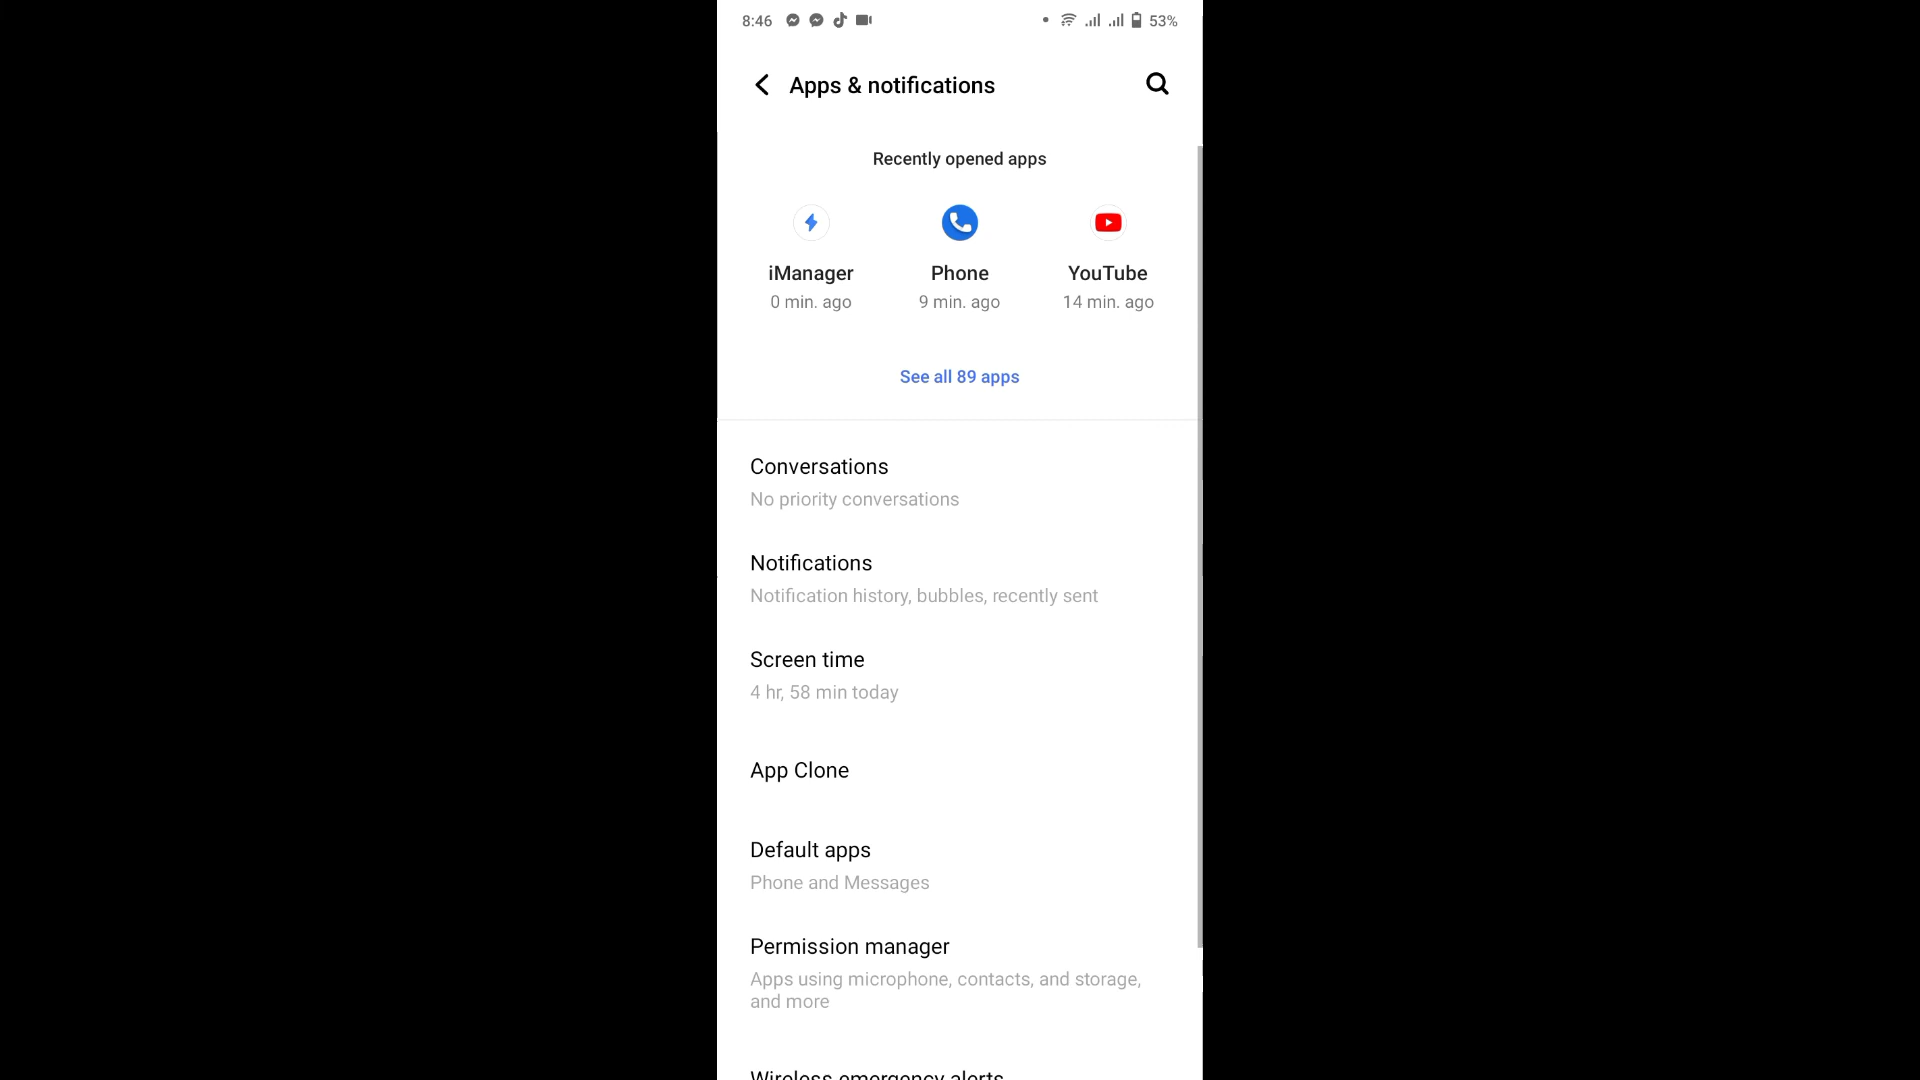 8:46 53%
Apps & notifications
Recently opened apps
iManager Phone YouTube
0 min. ago 9 min. ago 14 min. ago
See all 89 apps
Conversations
No priority conversations
Notifications
Notification history, bubbles, recently sent
Screen time
4 hr, 58 min today
App Clone
Default apps
Phone and Messages
Permission manager
Apps using microphone, contacts, and storage,
and more
Wireless emergency alerts